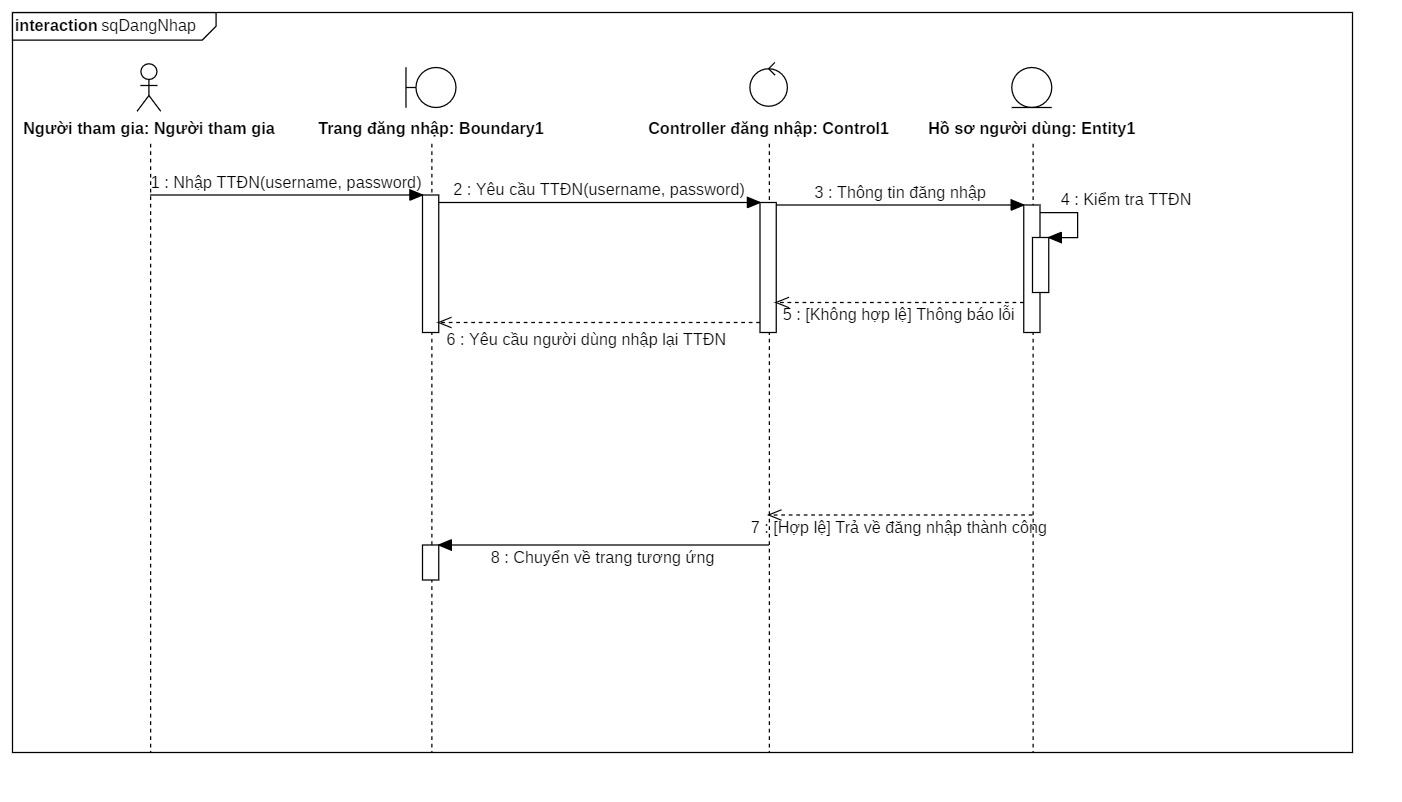 interaction sqDangNhap
Người tham gia: Người tham gia
Trang đăng nhập: Boundary1
Controller đăng nhập: Control1
Hồ sơ người dùng: Entity1
1 : Nhập TTĐN(username, password)
2 : Yêu cầu TTĐN(username, password)
3 : Thông tin đăng nhập
4 : Kiểm tra TTĐN
5 : [Không hợp lệ] Thông báo lỗi
6 : Yêu cầu người dùng nhập lại TTĐN
7 : [Hợp lệ] Trả về đăng nhập thành công
8 : Chuyển về trang tương ứng